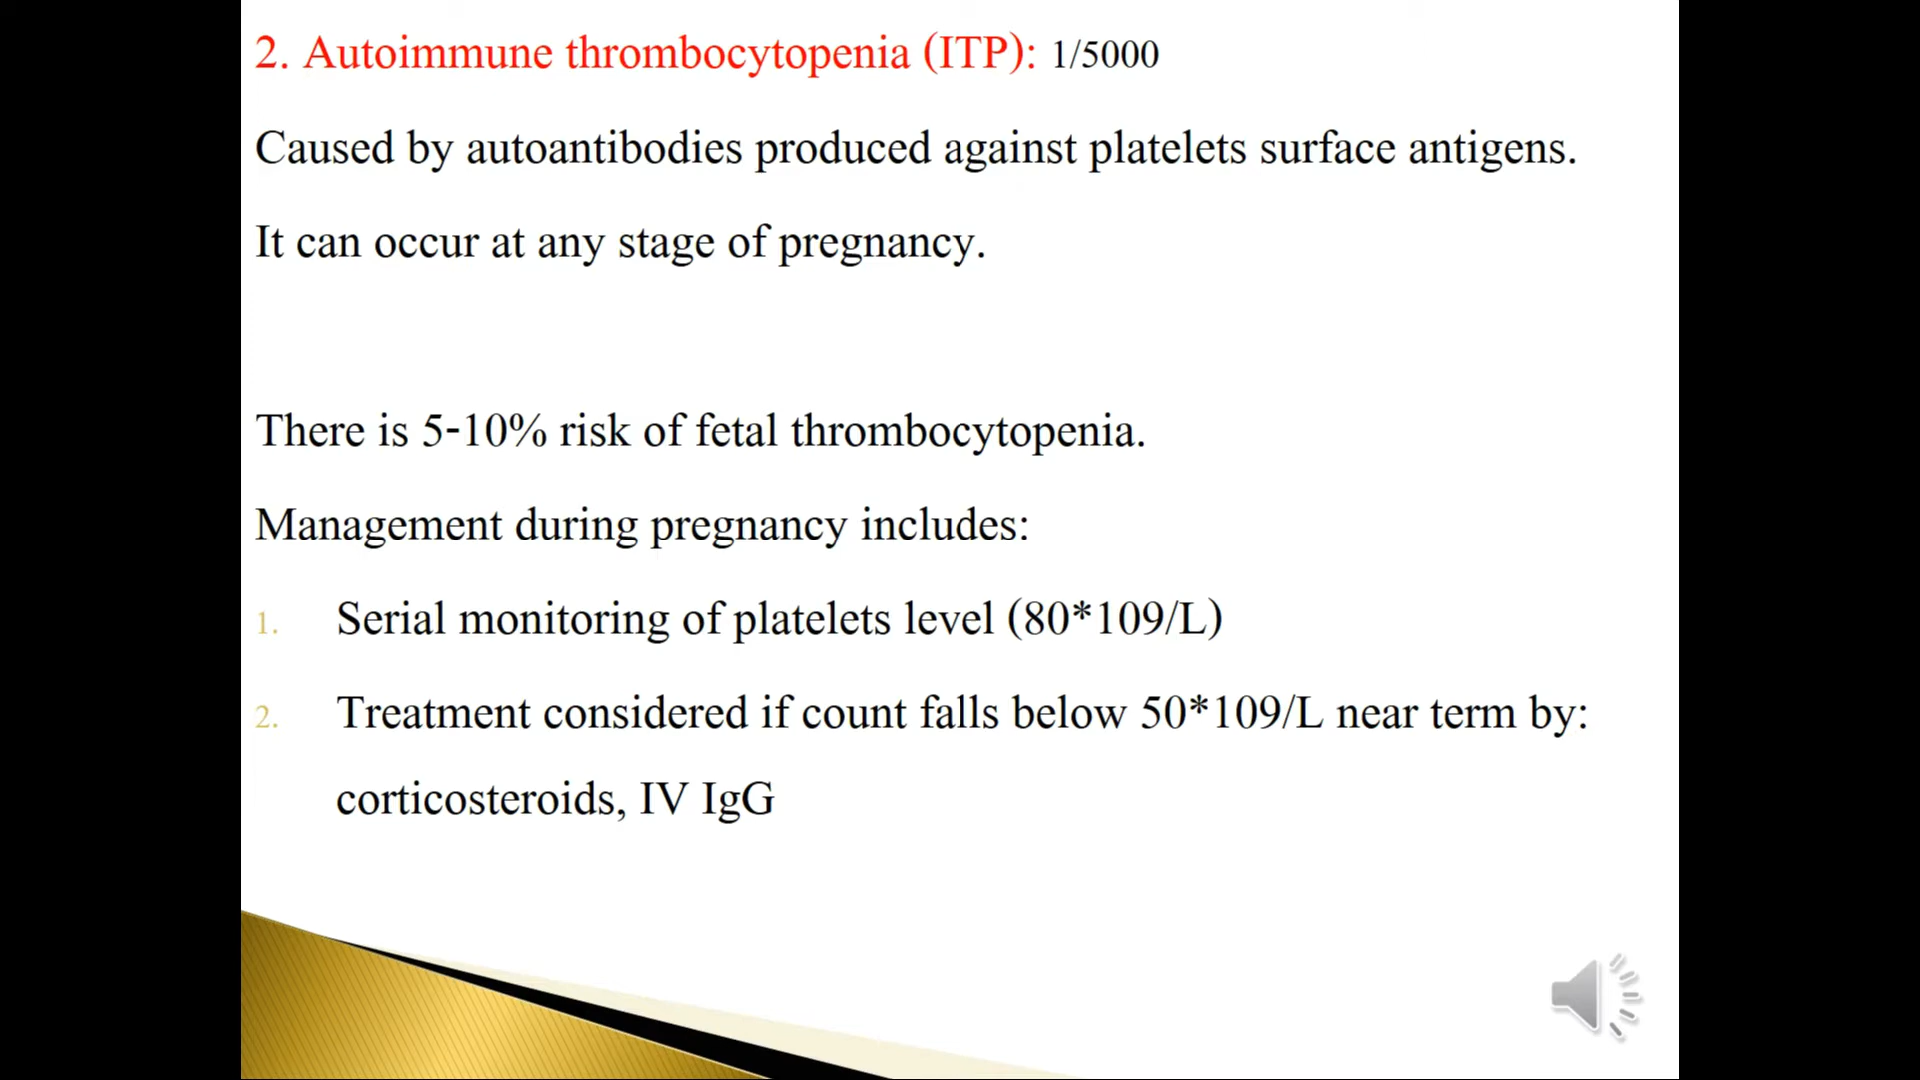 2. Autoimmune thrombocytopenia (ITP): 1/5000
Caused by autoantibodies produced against platelets surface antigens.
It can occur at any stage of pregnancy.
There is 5-10% risk of fetal thrombocytopenia.
Management during pregnancy includes:
1. Serial monitoring of platelets level (80*109/L)
2. Treatment considered if count falls below 50*109/L near term by:
corticosteroids, IV IgG